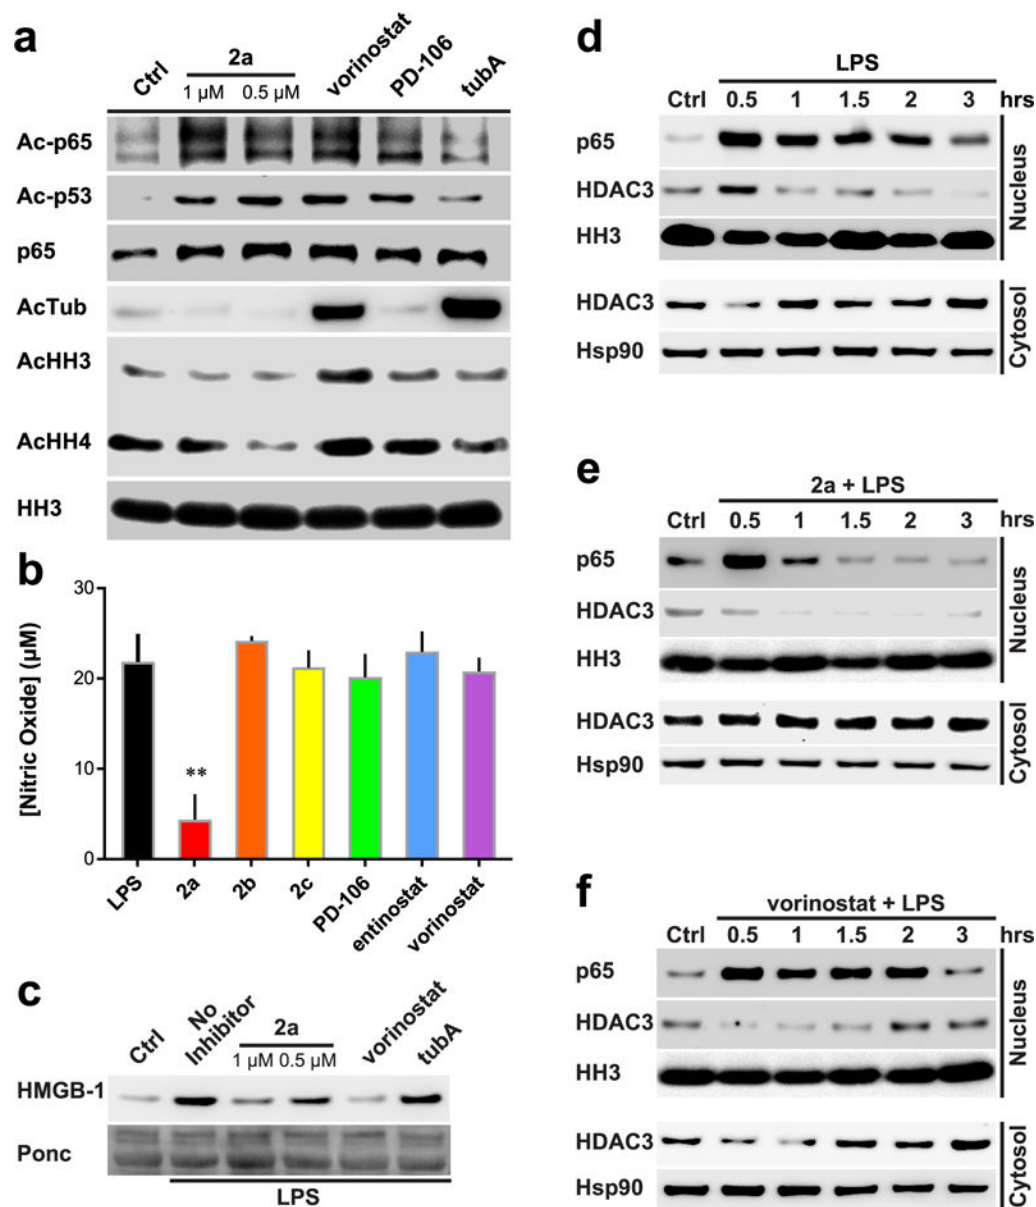 a
Ctrl
2a
1 µM 0.5 µM
vorinostat
PD-106
tubA
Ac-p65
Ac-p53
p65
AcTub
AcHH3
AcHH4
HH3
b
[Nitric Oxide] (µM)
30
20
10
0
**
LPS
2a
2b
2c
PD-106
entinostat
vorinostat
c
Ctrl
No
Inhibitor
2a
1 µM 0.5 µM
vorinostat
tubA
HMGB-1
Ponc
LPS
d
LPS
Ctrl 0.5 1 1.5 2 3 hrs
p65
HDAC3
HH3
Nucleus
HDAC3
Hsp90
Cytosol
e
2a + LPS
Ctrl 0.5 1 1.5 2 3 hrs
p65
HDAC3
HH3
Nucleus
HDAC3
Hsp90
Cytosol
f
vorinostat + LPS
Ctrl 0.5 1 1.5 2 3 hrs
p65
HDAC3
HH3
Nucleus
HDAC3
Hsp90
Cytosol